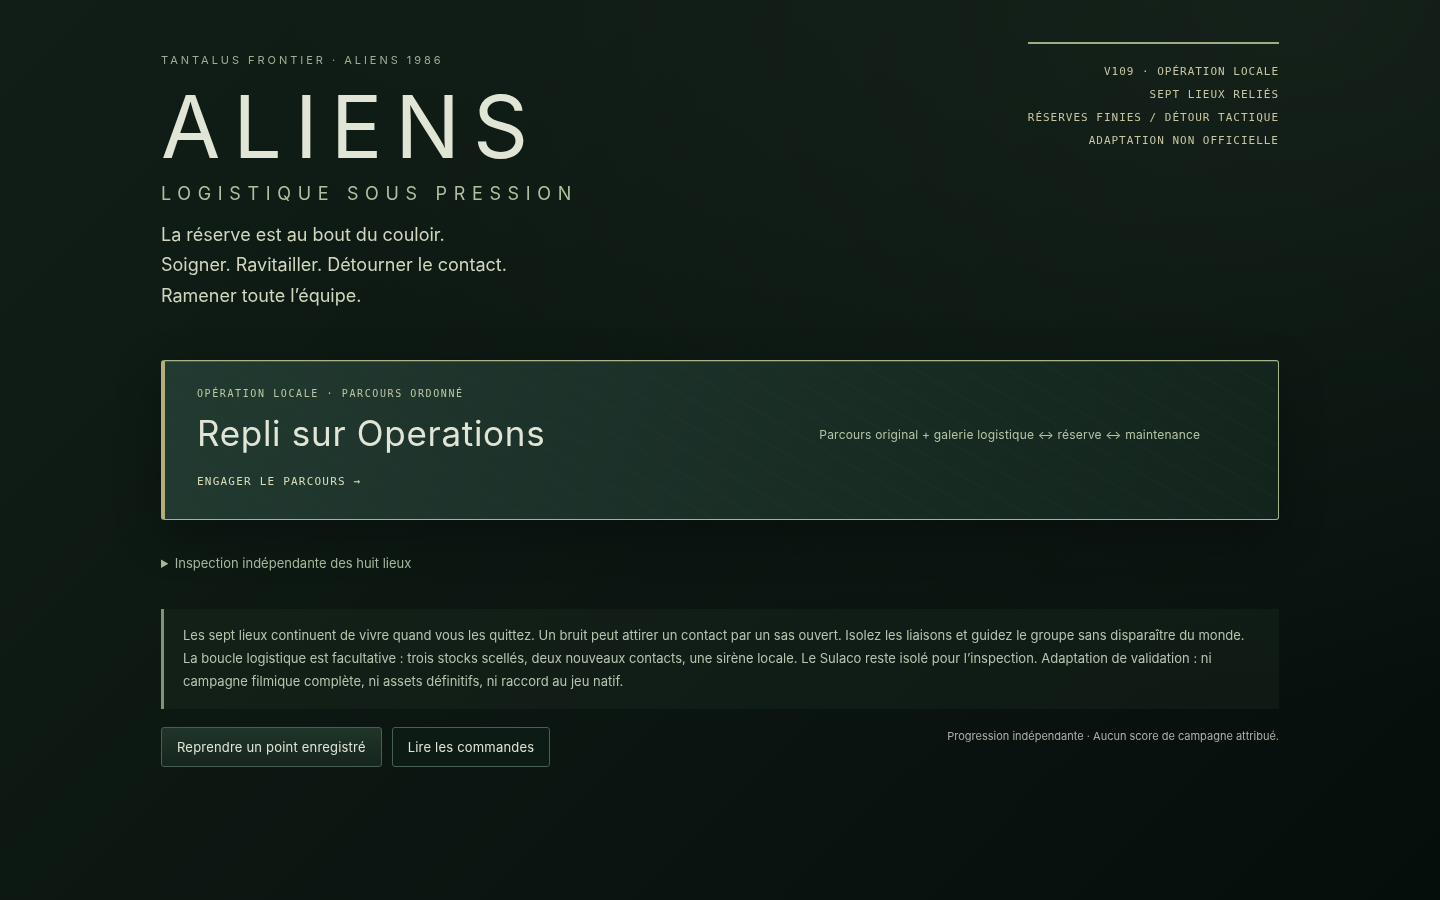 TANTALUS FRONTIER · ALIENS 1986
ALIENS
LOGISTIQUE SOUS PRESSION
La réserve est au bout du couloir.
Soigner. Ravitailler. Détourner le contact.
Ramener toute l’équipe.
V109 · OPÉRATION LOCALE
SEPT LIEUX RELIÉS
RÉSERVES FINIES / DÉTOUR TACTIQUE
ADAPTATION NON OFFICIELLE
OPÉRATION LOCALE · PARCOURS ORDONNÉ
Repli sur Operations
ENGAGER LE PARCOURS →
Parcours original + galerie logistique ↔ réserve ↔ maintenance
▶ Inspection indépendante des huit lieux
Les sept lieux continuent de vivre quand vous les quittez. Un bruit peut attirer un contact par un sas ouvert. Isolez les liaisons et guidez le groupe sans disparaître du monde.
La boucle logistique est facultative : trois stocks scellés, deux nouveaux contacts, une sirène locale. Le Sulaco reste isolé pour l’inspection. Adaptation de validation : ni
campagne filmique complète, ni assets définitifs, ni raccord au jeu natif.
Reprendre un point enregistré
Lire les commandes
Progression indépendante · Aucun score de campagne attribué.